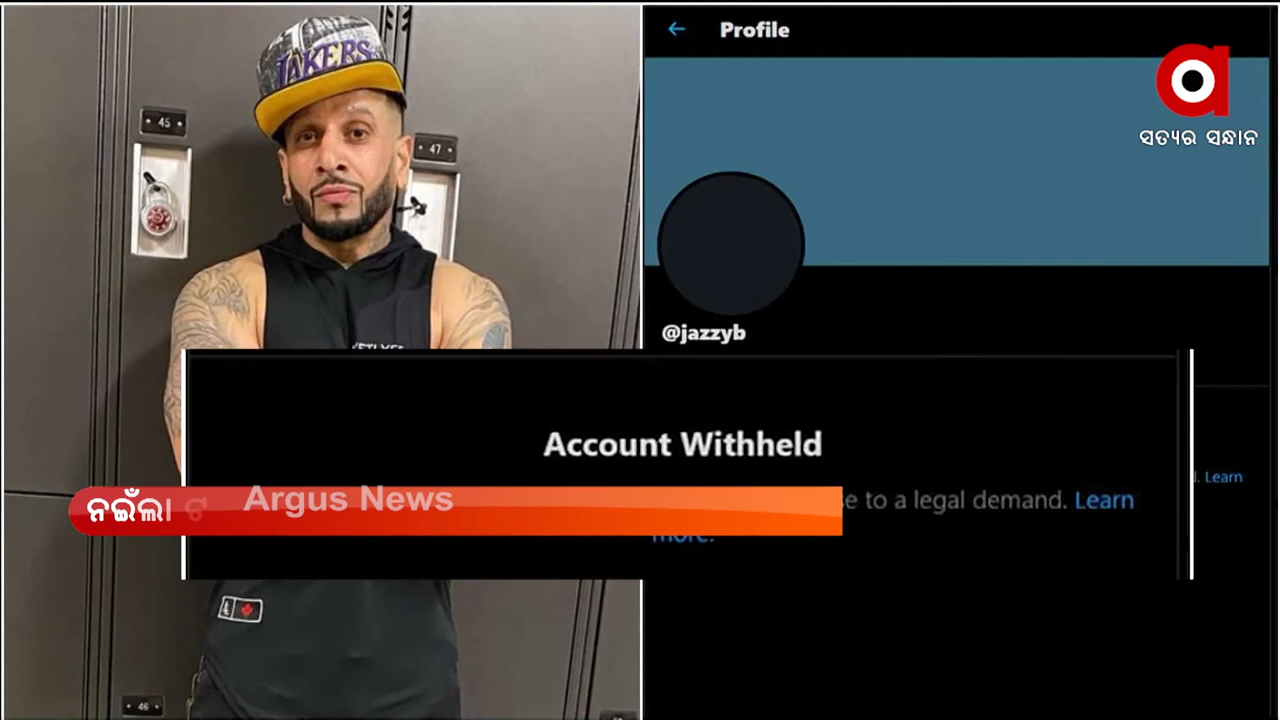 LAKERS
45
47
46
Profile
ସତ୍ୟର ସନ୍ଧାନ
@jazzyb
Account Withheld
to a legal demand. Learn
more.
Learn
ନଇଁଲା
Argus News